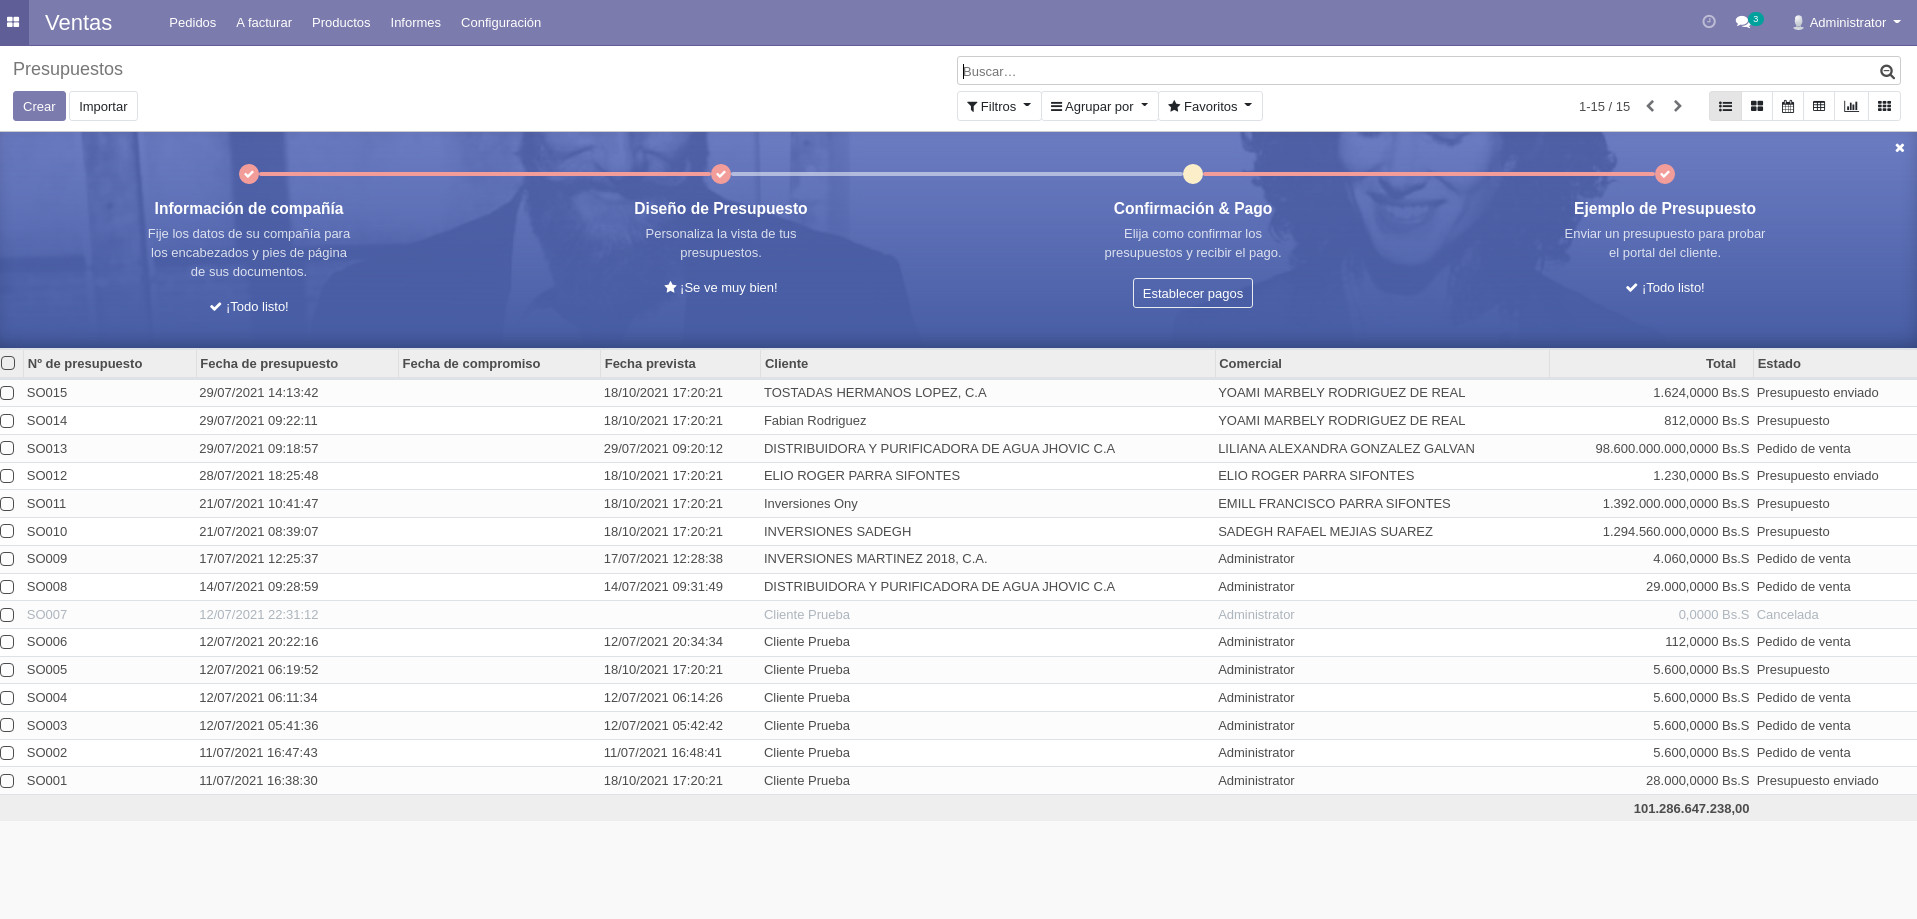 Ventas Pedidos A facturar Productos Informes Configuración 3 Administrator
Presupuestos Buscar...
Crear Importar Filtros Agrupar por Favoritos 1-15 / 15
Información de compañía Diseño de Presupuesto Confirmación & Pago Ejemplo de Presupuesto
Fije los datos de su compañía para Personaliza la vista de tus Elija como confirmar los Enviar un presupuesto para probar
los encabezados y pies de página presupuestos. presupuestos y recibir el pago. el portal del cliente.
de sus documentos.
¡Se ve muy bien! Establecer pagos ¡Todo listo!
¡Todo listo!
Nº de presupuesto Fecha de presupuesto Fecha de compromiso Fecha prevista Cliente Comercial Total Estado
SO015 29/07/2021 14:13:42 18/10/2021 17:20:21 TOSTADAS HERMANOS LOPEZ, C.A YOAMI MARBELY RODRIGUEZ DE REAL 1.624,0000 Bs.S Presupuesto enviado
SO014 29/07/2021 09:22:11 18/10/2021 17:20:21 Fabian Rodriguez YOAMI MARBELY RODRIGUEZ DE REAL 812,0000 Bs.S Presupuesto
SO013 29/07/2021 09:18:57 29/07/2021 09:20:12 DISTRIBUIDORA Y PURIFICADORA DE AGUA JHOVIC C.A LILIANA ALEXANDRA GONZALEZ GALVAN 98.600.000.000,0000 Bs.S Pedido de venta
SO012 28/07/2021 18:25:48 18/10/2021 17:20:21 ELIO ROGER PARRA SIFONTES ELIO ROGER PARRA SIFONTES 1.230,0000 Bs.S Presupuesto enviado
SO011 21/07/2021 10:41:47 18/10/2021 17:20:21 Inversiones Ony EMILL FRANCISCO PARRA SIFONTES 1.392.000.000,0000 Bs.S Presupuesto
SO010 21/07/2021 08:39:07 18/10/2021 17:20:21 INVERSIONES SADEGH SADEGH RAFAEL MEJIAS SUAREZ 1.294.560.000,0000 Bs.S Presupuesto
SO009 17/07/2021 12:25:37 17/07/2021 12:28:38 INVERSIONES MARTINEZ 2018, C.A. Administrator 4.060,0000 Bs.S Pedido de venta
SO008 14/07/2021 09:28:59 14/07/2021 09:31:49 DISTRIBUIDORA Y PURIFICADORA DE AGUA JHOVIC C.A Administrator 29.000,0000 Bs.S Pedido de venta
SO007 12/07/2021 22:31:12 Cliente Prueba Administrator 0,0000 Bs.S Cancelada
SO006 12/07/2021 20:22:16 12/07/2021 20:34:34 Cliente Prueba Administrator 112,0000 Bs.S Pedido de venta
SO005 12/07/2021 06:19:52 18/10/2021 17:20:21 Cliente Prueba Administrator 5.600,0000 Bs.S Presupuesto
SO004 12/07/2021 06:11:34 12/07/2021 06:14:26 Cliente Prueba Administrator 5.600,0000 Bs.S Pedido de venta
SO003 12/07/2021 05:41:36 12/07/2021 05:42:42 Cliente Prueba Administrator 5.600,0000 Bs.S Pedido de venta
SO002 11/07/2021 16:47:43 11/07/2021 16:48:41 Cliente Prueba Administrator 5.600,0000 Bs.S Pedido de venta
SO001 11/07/2021 16:38:30 18/10/2021 17:20:21 Cliente Prueba Administrator 28.000,0000 Bs.S Presupuesto enviado
101.286.647.238,00